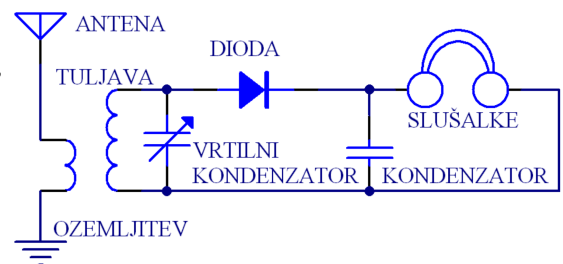 ANTENA
DIODA
TULJAVA
SLUŠALKE
VRTILNI
KONDENZATOR
KONDENZATOR
OZEMLJITEV